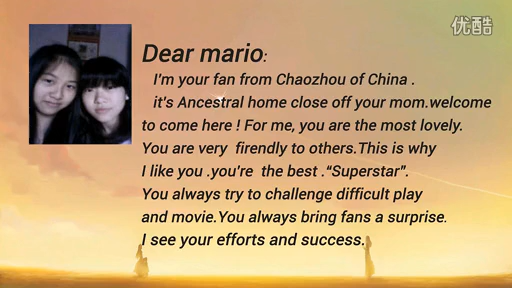 优酷
Dear mario:
I'm your fan from Chaozhou of China .
it's Ancestral home close off your mom.welcome
to come here ! For me, you are the most lovely.
You are very firendly to others.This is why
I like you .you're the best .“Superstar”.
You always try to challenge difficult play
and movie.You always bring fans a surprise.
I see your efforts and success.